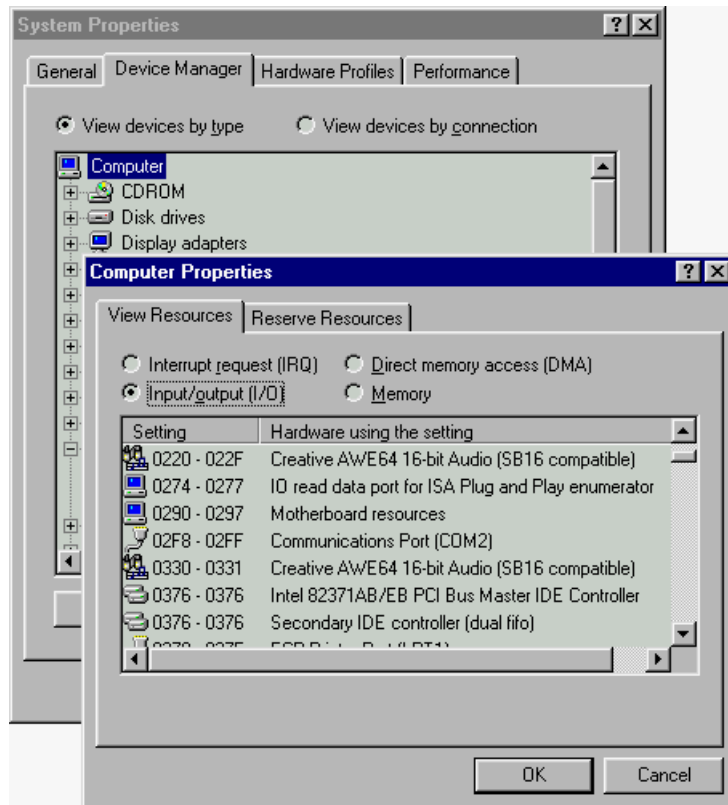 System Properties
General Device Manager Hardware Profiles Performance
View devices by type View devices by connection
Computer
CDROM
Disk drives
Display adapters
Computer Properties
View Resources Reserve Resources
Interrupt request (IRQ) Direct memory access (DMA)
Input/output (I/O) Memory
Setting Hardware using the setting
0220 - 022F Creative AWE64 16-bit Audio (SB16 compatible)
0274 - 0277 IO read data port for ISA Plug and Play enumerator
0290 - 0297 Motherboard resources
02F8 - 02FF Communications Port (COM2)
0330 - 0331 Creative AWE64 16-bit Audio (SB16 compatible)
0376 - 0376 Intel 82371AB/EB PCI Bus Master IDE Controller
0376 - 0376 Secondary IDE controller (dual fifo)
OK Cancel